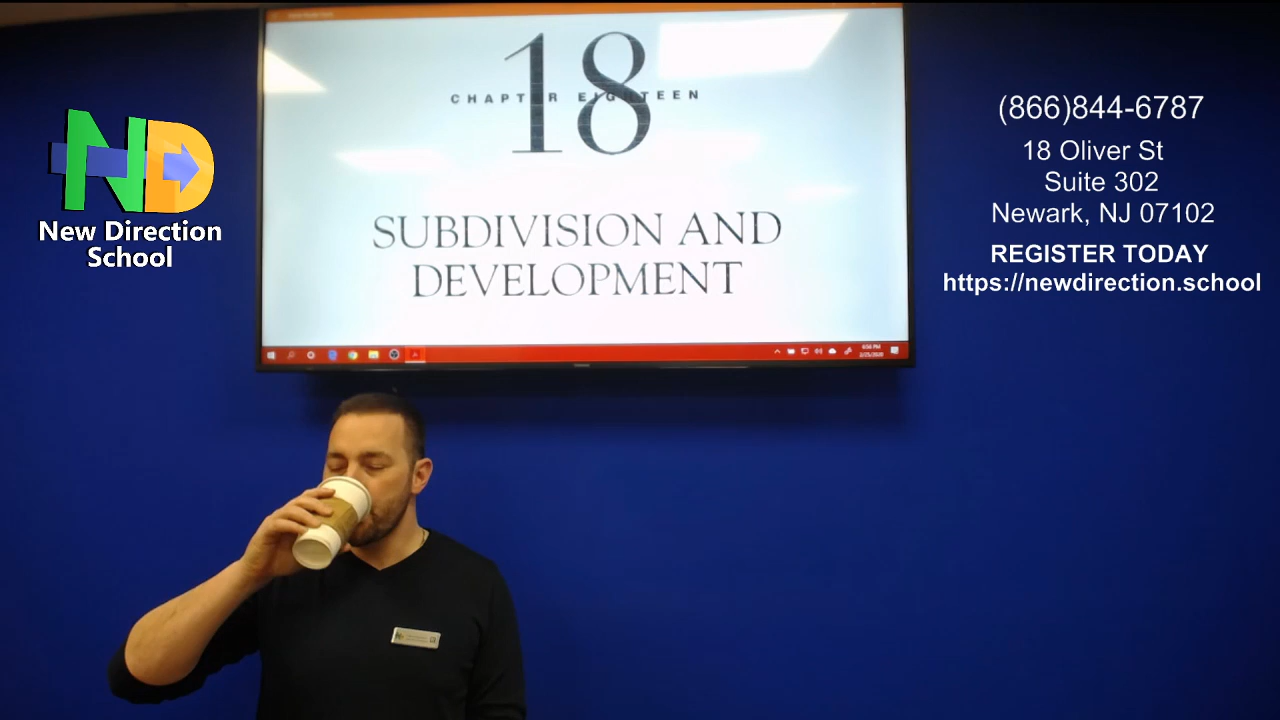 18
CHAPTER EIGHTEEN
SUBDIVISION AND
DEVELOPMENT
ND
New Direction
School
(866)844-6787
18 Oliver St
Suite 302
Newark, NJ 07102
REGISTER TODAY
https://newdirection.school